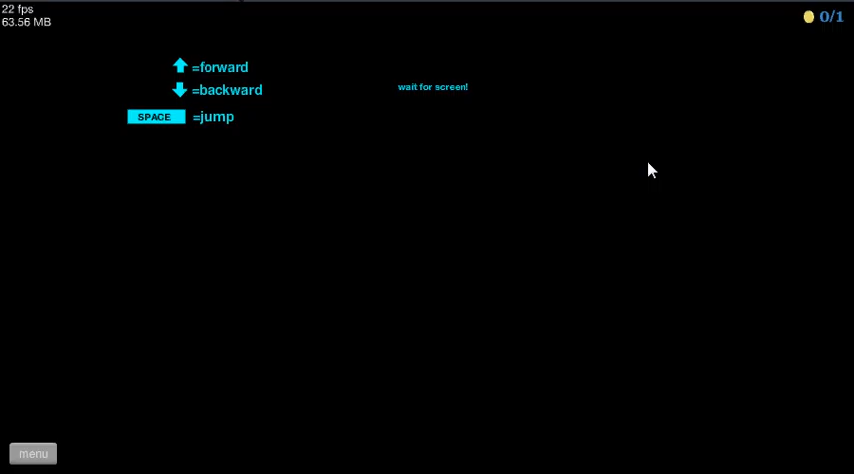 22 fps
63.56 MB
0/1
=forward
=backward
wait for screen!
SPACE =jump
menu